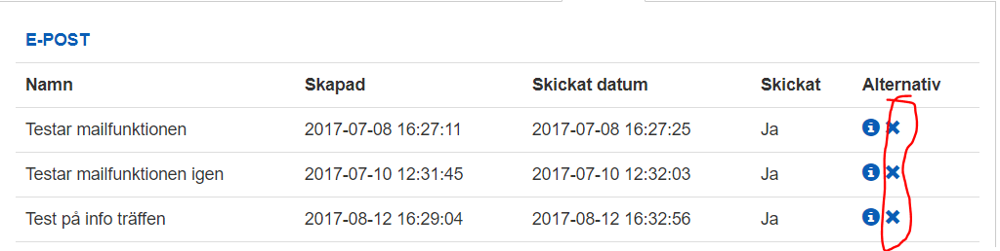 E-POST
Namn Skapad Skickat datum Skickat Alternativ
Testar mailfunktionen 2017-07-08 16:27:11 2017-07-08 16:27:25 Ja
Testar mailfunktionen igen 2017-07-10 12:31:45 2017-07-10 12:32:03 Ja
Test på info träffen 2017-08-12 16:29:04 2017-08-12 16:32:56 Ja